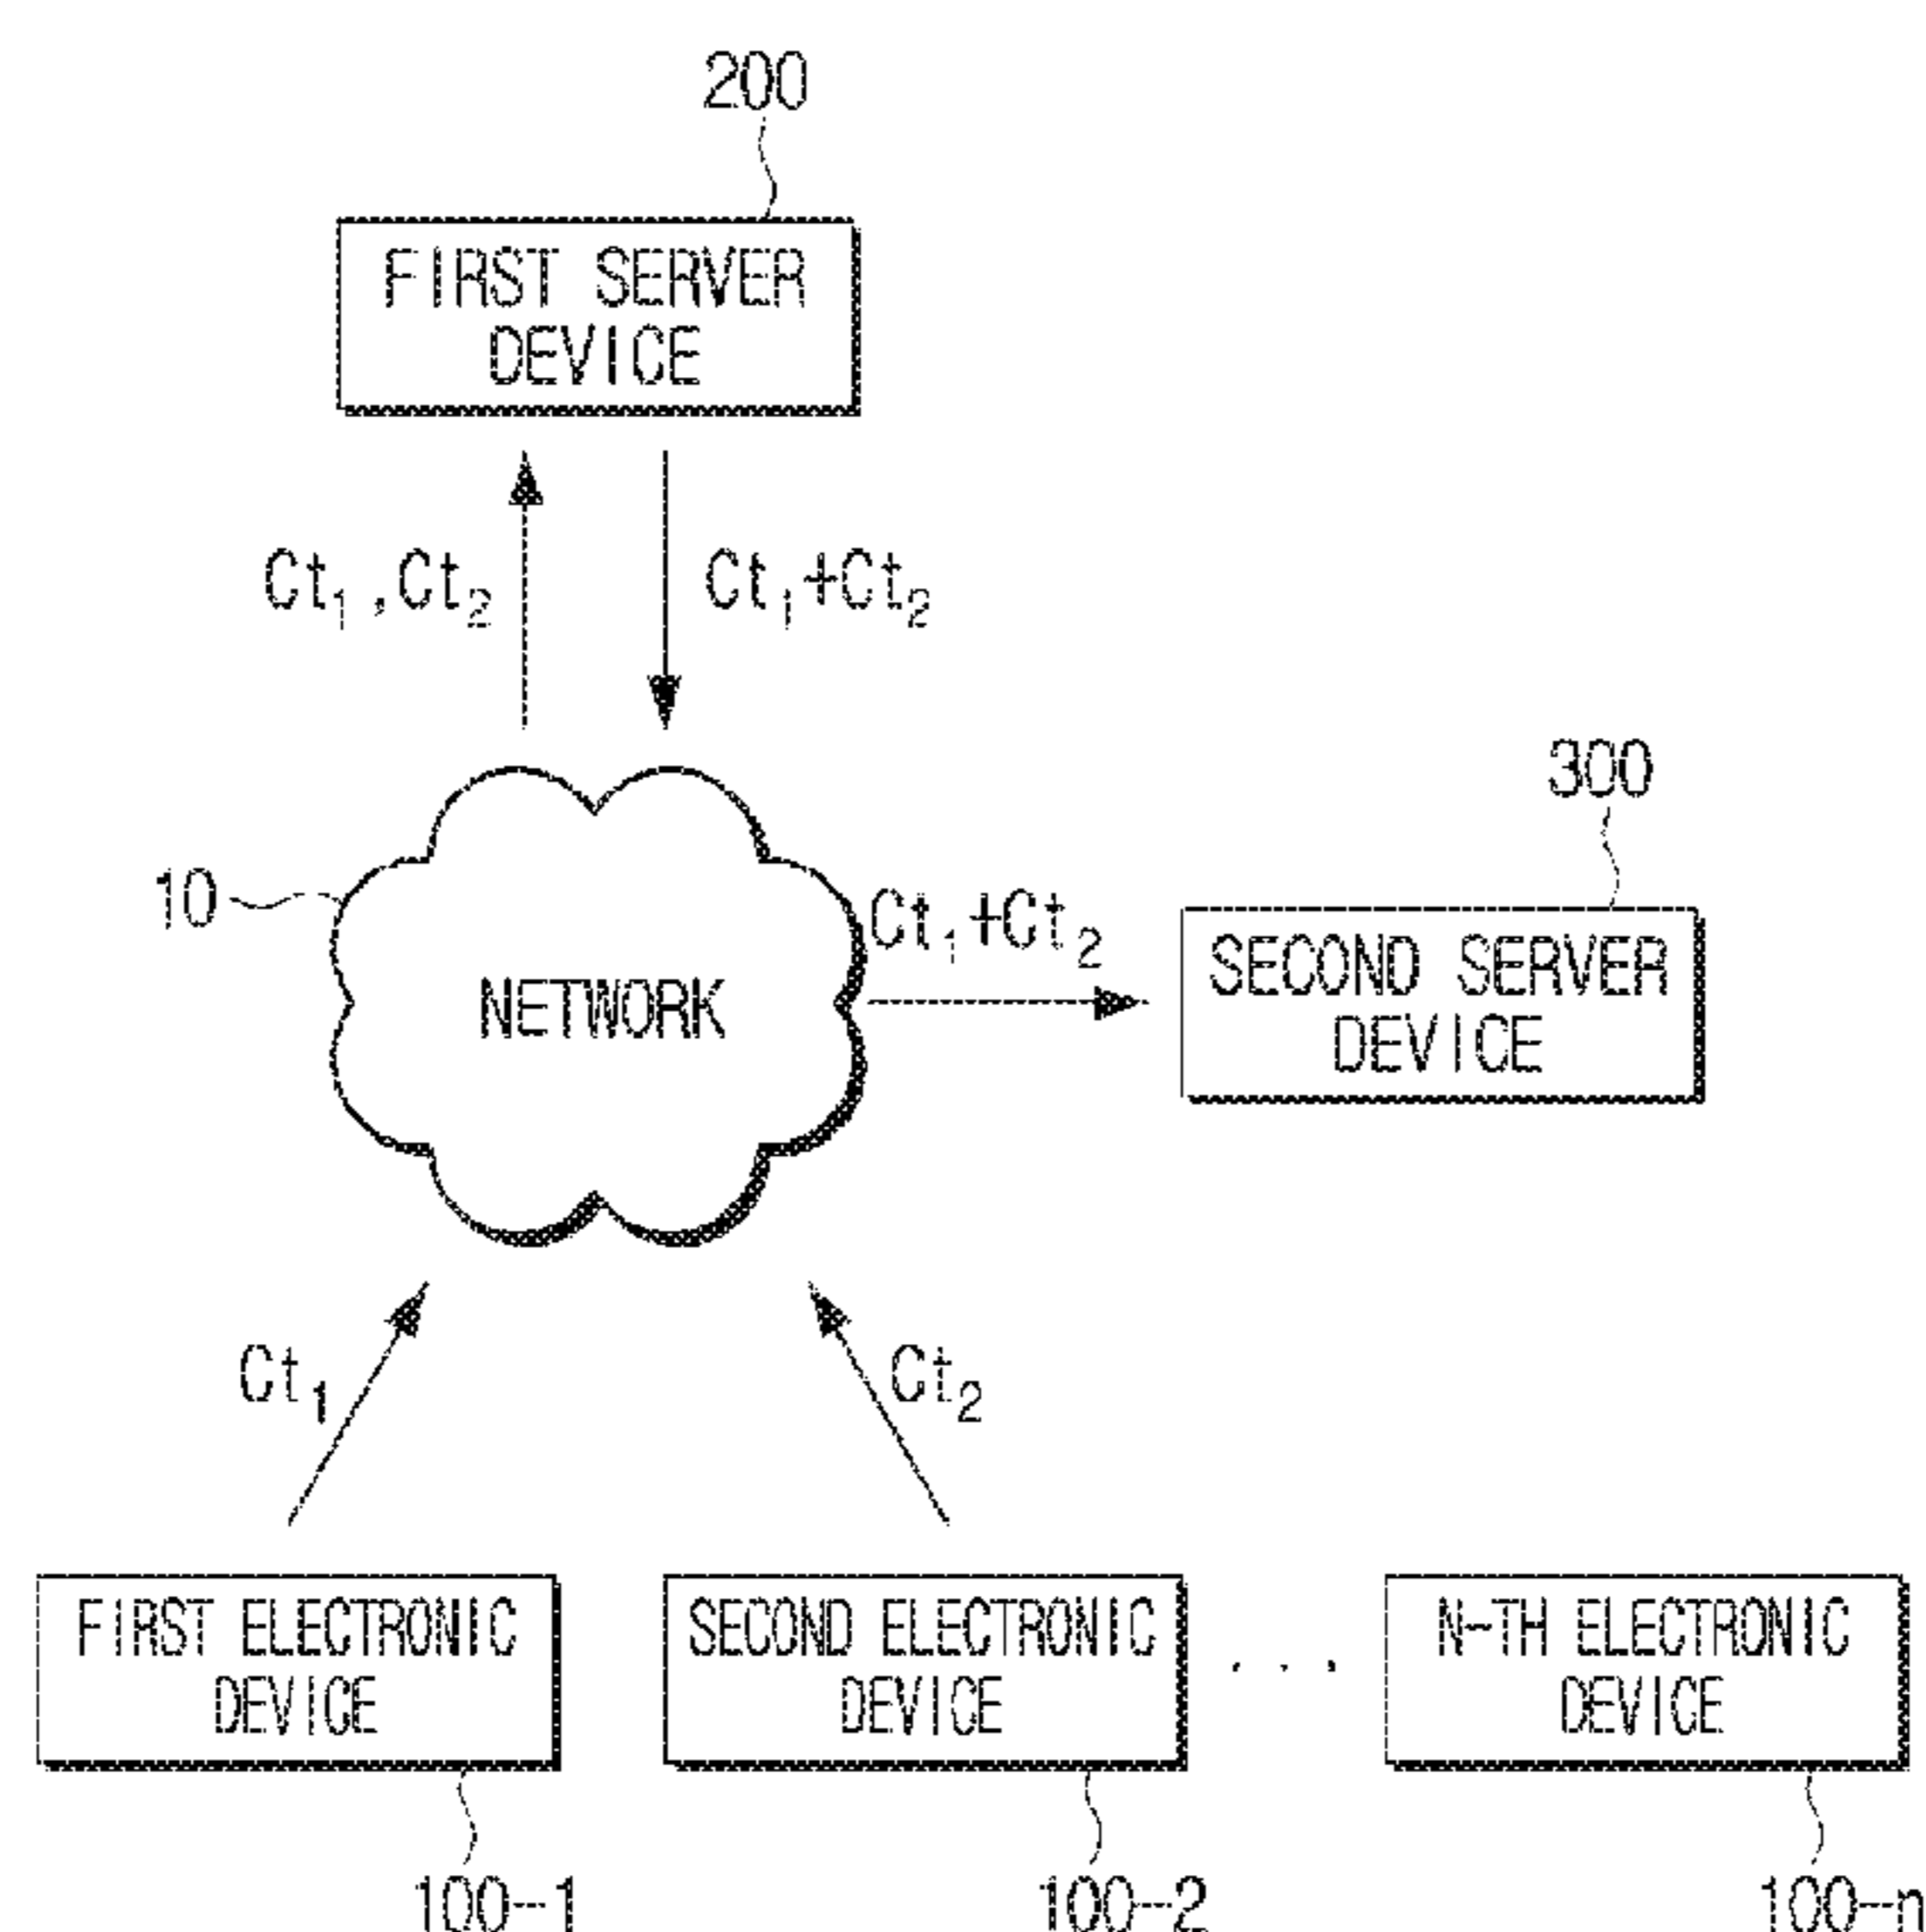 200
FIRST SERVER
DEVICE
Ct₁,Ct₂
Ct₁+Ct₂
300
10
Ct₁+Ct₂
NETWORK
SECOND SERVER
DEVICE
Ct₁
Ct₂
FIRST ELECTRONIC
DEVICE
SECOND ELECTRONIC
DEVICE
...
N-TH ELECTRONIC
DEVICE
100-1
100-2
100-n